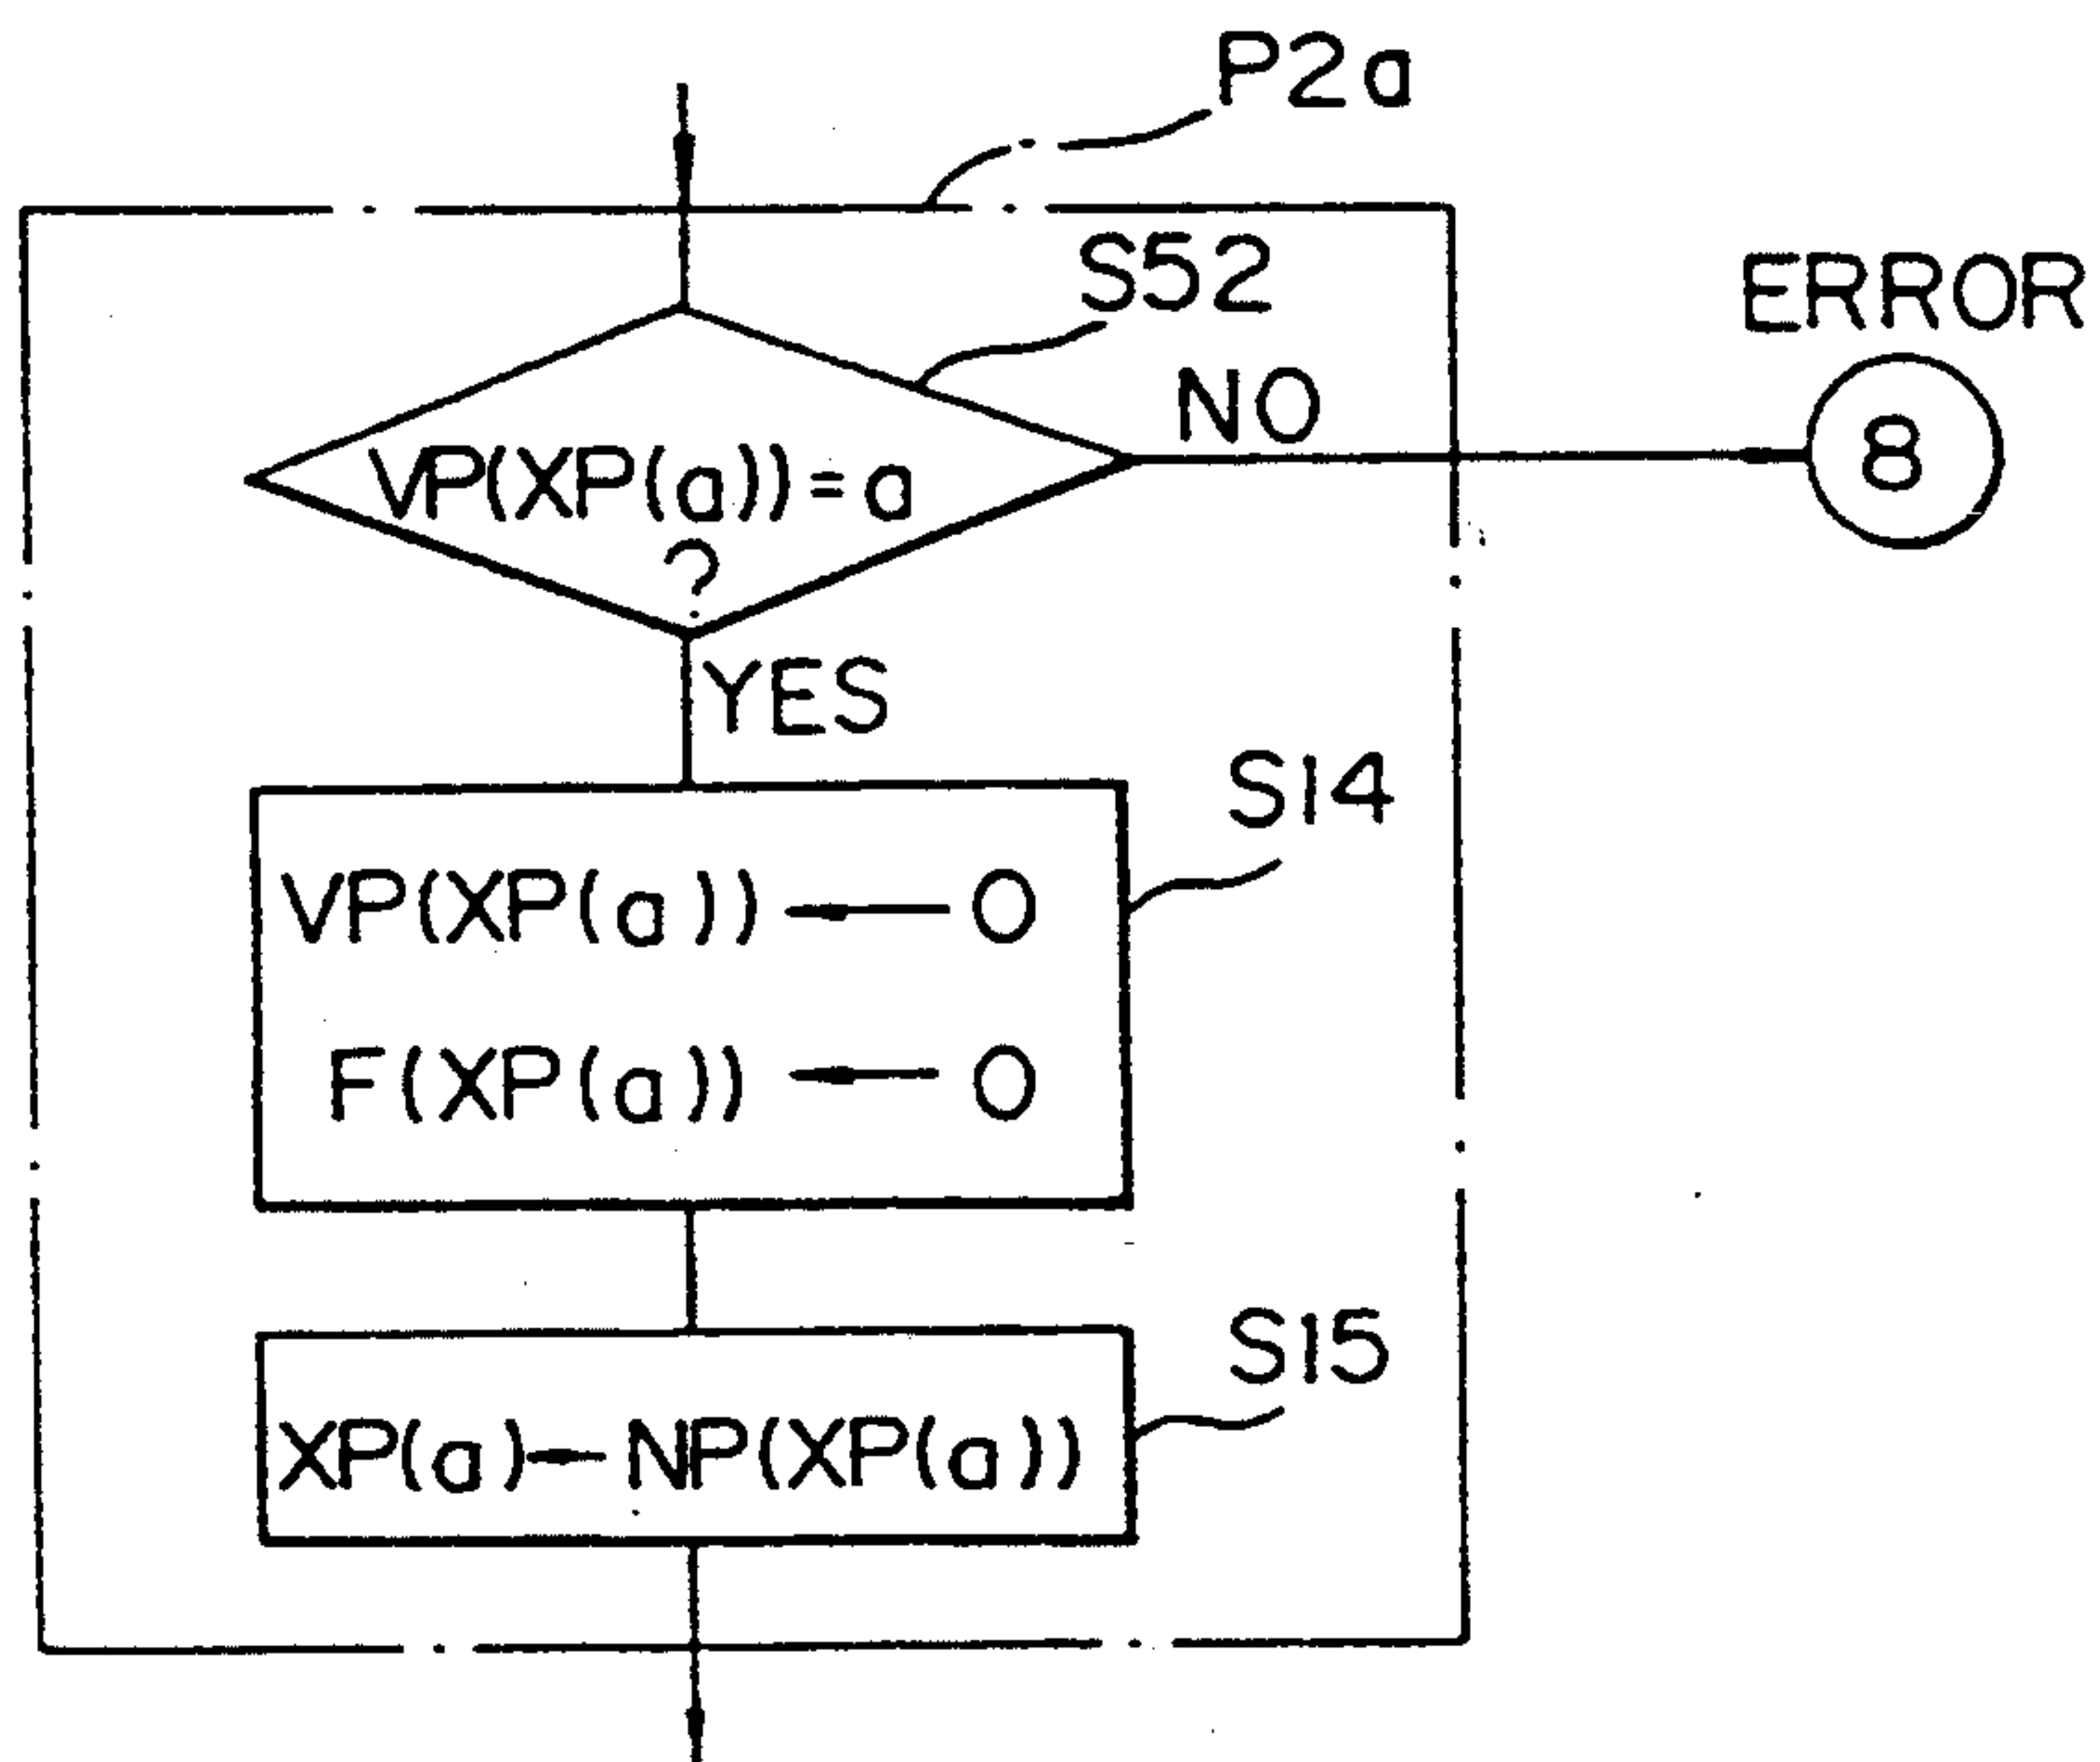 P2a
S52
ERROR
NO
8
VP(XP(a))=a
?
YES
S14
VP(XP(a)) ← 0
F(XP(a)) ← 0
S15
XP(a) ← NP(XP(a))